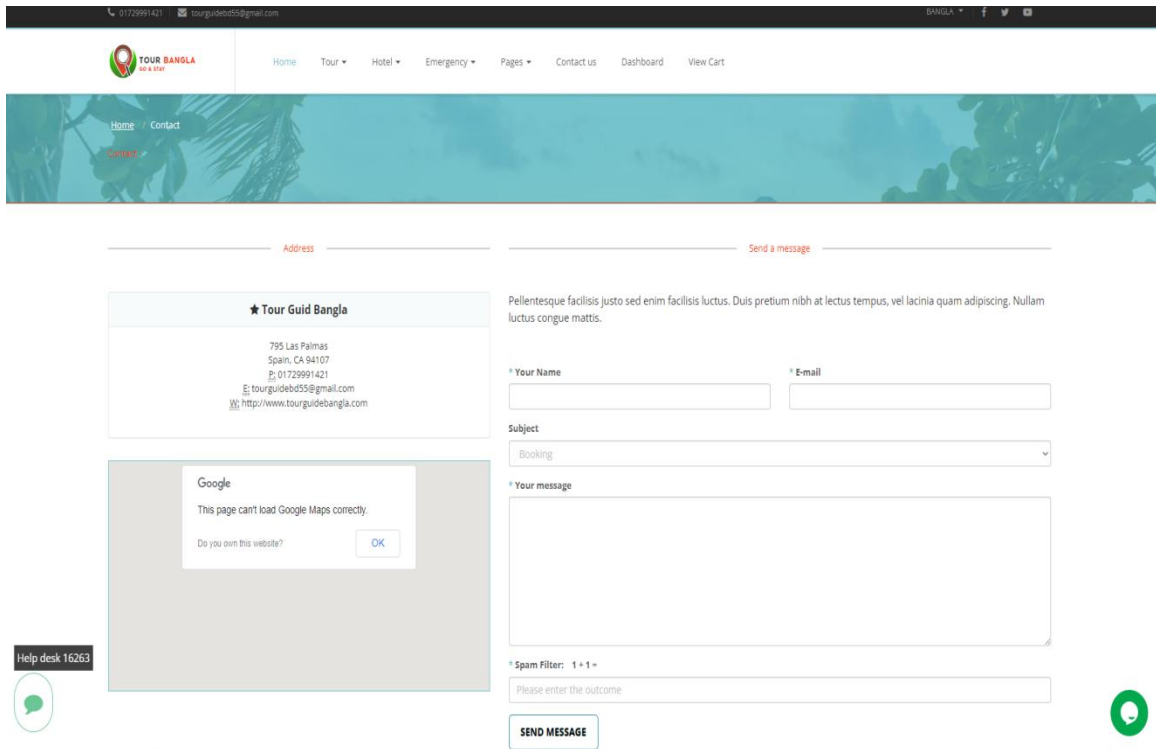 01729991421 tourguidebd55@gmail.com BANGLA
TOUR BANGLA
GO & STAY
Home Tour Hotel Emergency Pages Contact us Dashboard View Cart
Home / Contact
Contact
Address
Send a message
Tour Guid Bangla
795 Las Palmas
Spain, CA 94107
P: 01729991421
E: tourguidebd55@gmail.com
W: http://www.tourguidebangla.com
Google
This page can't load Google Maps correctly.
Do you own this website? OK
Help desk 16263
Pellentesque facilisis justo sed enim facilisis luctus. Duis pretium nibh at lectus tempus, vel lacinia quam adipiscing. Nullam
luctus congue mattis.
* Your Name * E-mail
Subject
Booking
* Your message
* Spam Filter: 1 + 1 =
Please enter the outcome
SEND MESSAGE